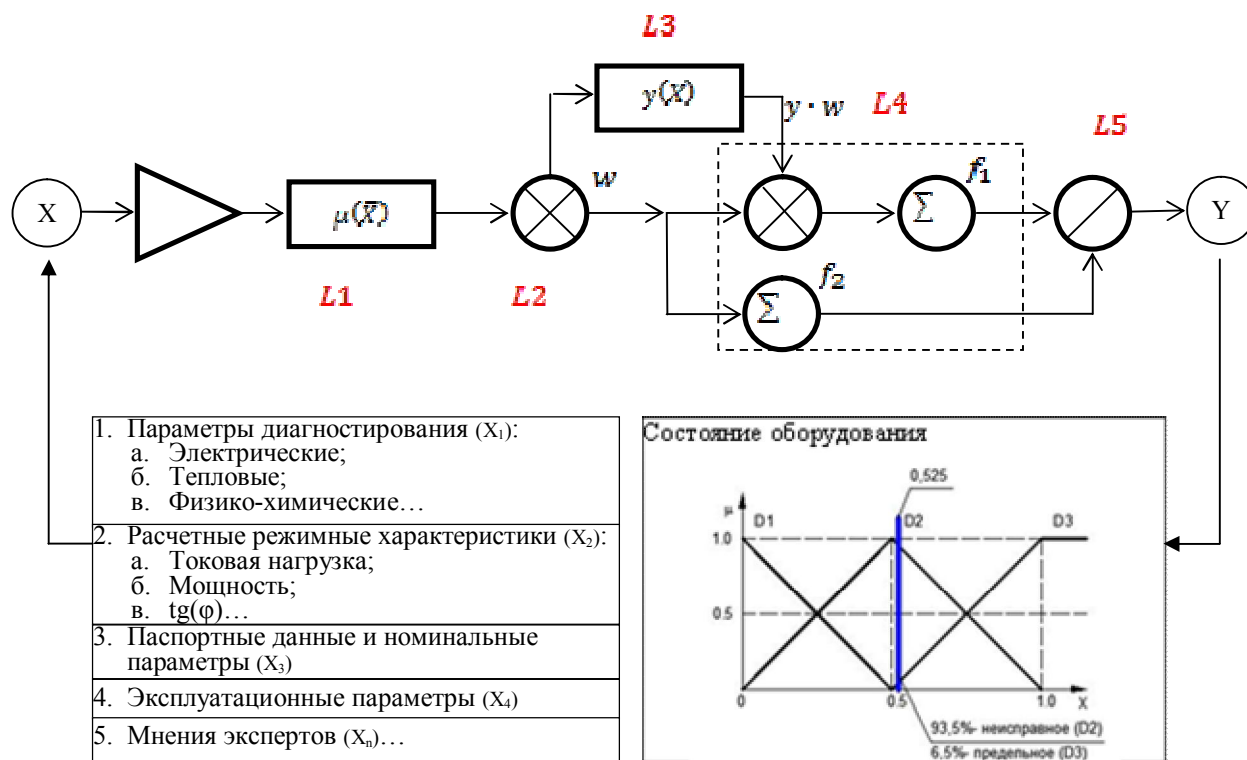 L3
y(X)
y · w
L4
L5
X
μ(X̄)
w
Σ
f₁
Y
L1
L2
f₂
Σ
1. Параметры диагностирования (X₁):
а. Электрические;
б. Тепловые;
в. Физико-химические…
2. Расчетные режимные характеристики (X₂):
а. Токовая нагрузка;
б. Мощность;
в. tg(φ)…
3. Паспортные данные и номинальные
параметры (X₃)
4. Эксплуатационные параметры (X₄)
5. Мнения экспертов (Xₙ)…
Состояние оборудования
0,525
μ
D1
D2
D3
1.0
0.5
0
0.5
1.0
X
93,5%- неисправное (D2)
6,5%- предельное (D3)